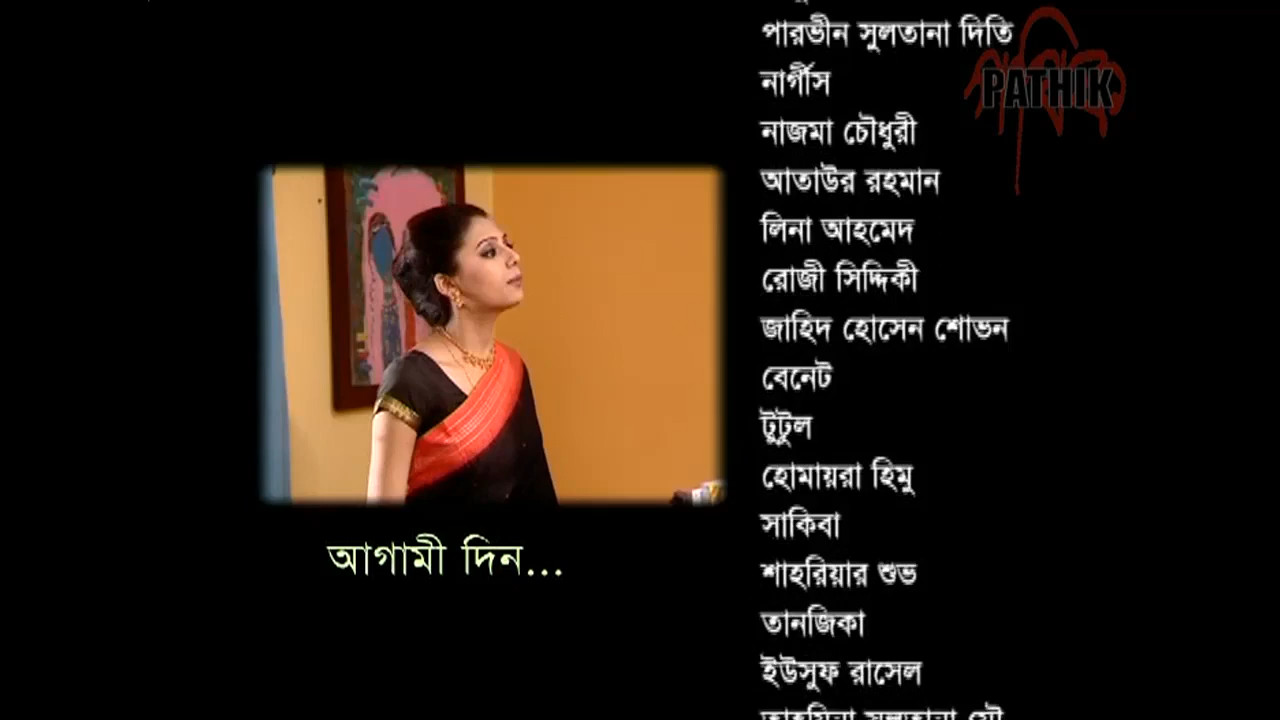 পারভীন সুলতানা দিতি
নার্গীস
নাজমা চৌধুরী
আতাউর রহমান
লিনা আহমেদ
রোজী সিদ্দিকী
জাহিদ হোসেন শোভন
বেনেট
টুটুল
হোমায়রা হিমু
সাকিবা
শাহরিয়ার শুভ
তানজিকা
ইউসুফ রাসেল
আগামী দিন...
PATHIK